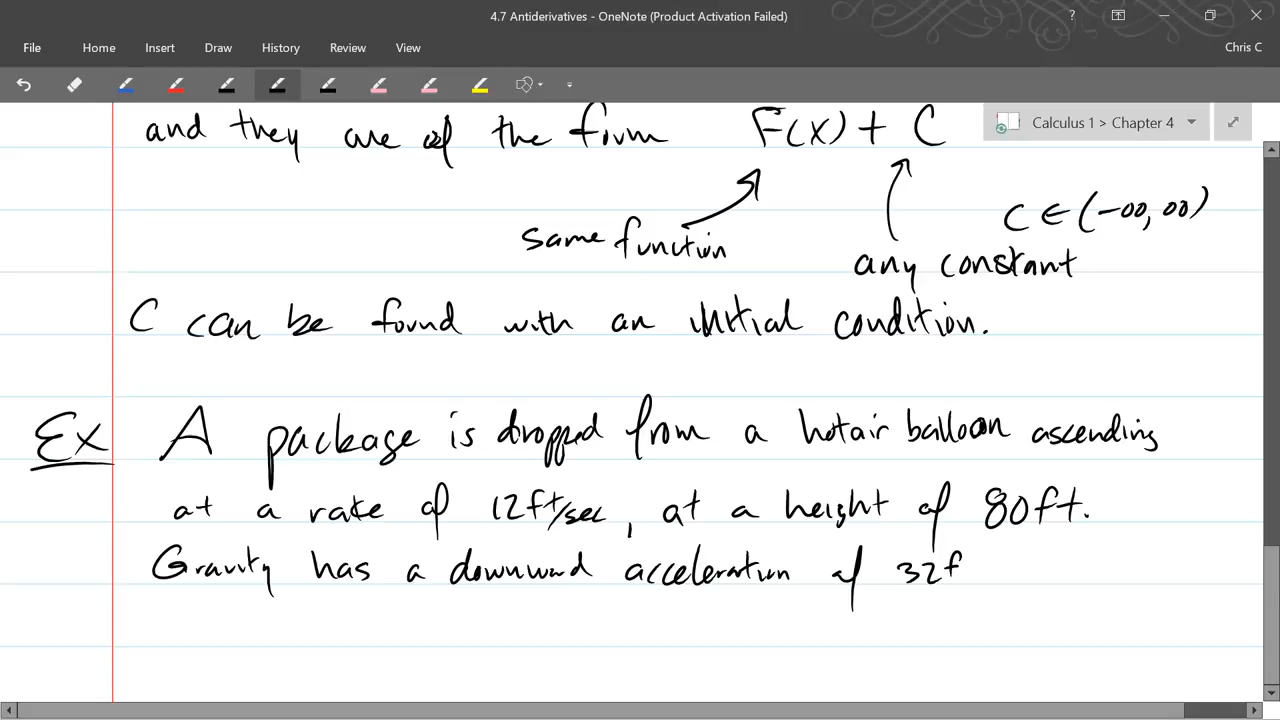 4.7 Antiderivatives - OneNote (Product Activation Failed)
File Home Insert Draw History Review View
Chris C
Calculus 1 > Chapter 4
and they are of the form F(x) + C
same function
any constant
C ∈ (-∞, ∞)
C can be found with an initial condition.
Ex A package is dropped from a hot air balloon ascending
at a rate of 12ft/sec, at a height of 80ft.
Gravity has a downward acceleration of 32f